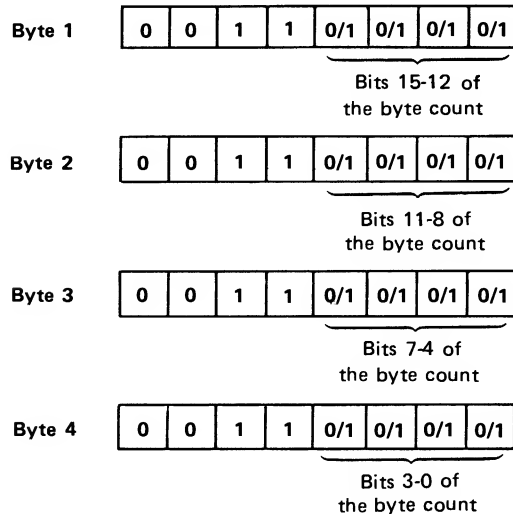 Byte 1 0 0 1 1 0/1 0/1 0/1 0/1
Bits 15-12 of
the byte count
Byte 2 0 0 1 1 0/1 0/1 0/1 0/1
Bits 11-8 of
the byte count
Byte 3 0 0 1 1 0/1 0/1 0/1 0/1
Bits 7-4 of
the byte count
Byte 4 0 0 1 1 0/1 0/1 0/1 0/1
Bits 3-0 of
the byte count